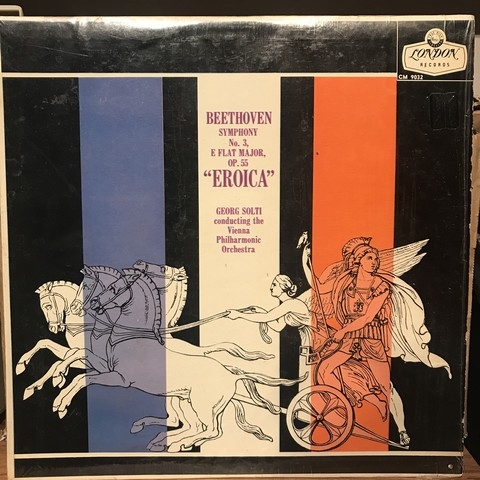 LONDON
RECORDS
CM 9032
BEETHOVEN
SYMPHONY
No. 3,
E FLAT MAJOR,
OP. 55
“EROICA”
GEORG SOLTI
conducting the
Vienna
Philharmonic
Orchestra